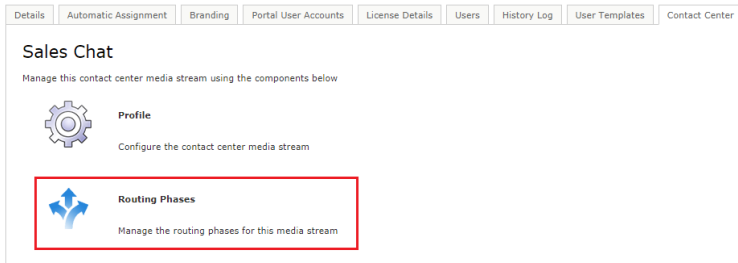 Details Automatic Assignment Branding Portal User Accounts License Details Users History Log User Templates Contact Center
Sales Chat
Manage this contact center media stream using the components below
Profile
Configure the contact center media stream
Routing Phases
Manage the routing phases for this media stream